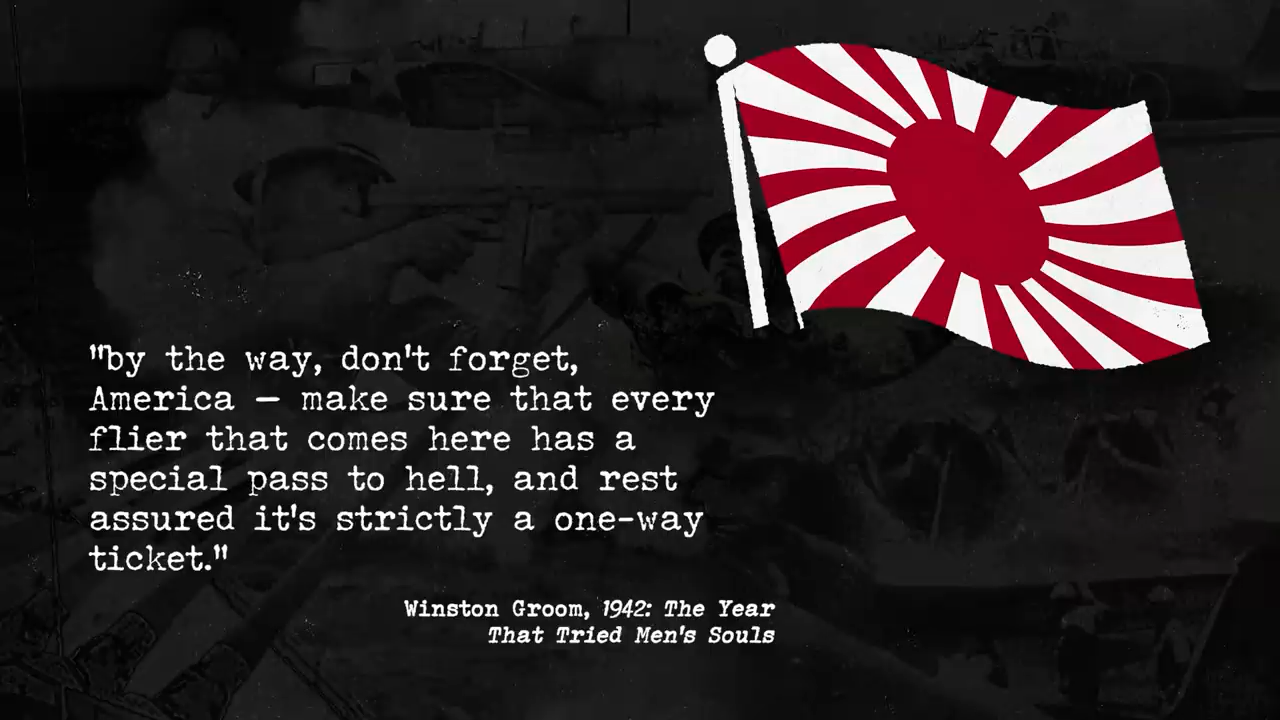 "by the way, don't forget,
America — make sure that every
flier that comes here has a
special pass to hell, and rest
assured it's strictly a one-way
ticket."
Winston Groom, 1942: The Year
That Tried Men's Souls